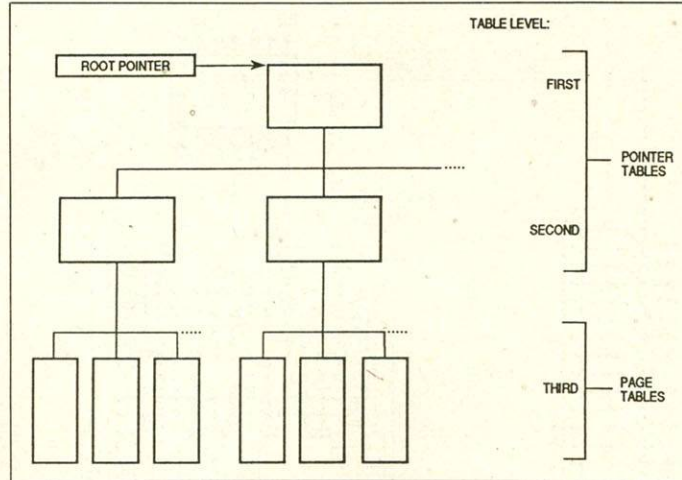 TABLE LEVEL:
ROOT POINTER
FIRST
POINTER
TABLES
SECOND
THIRD
PAGE
TABLES